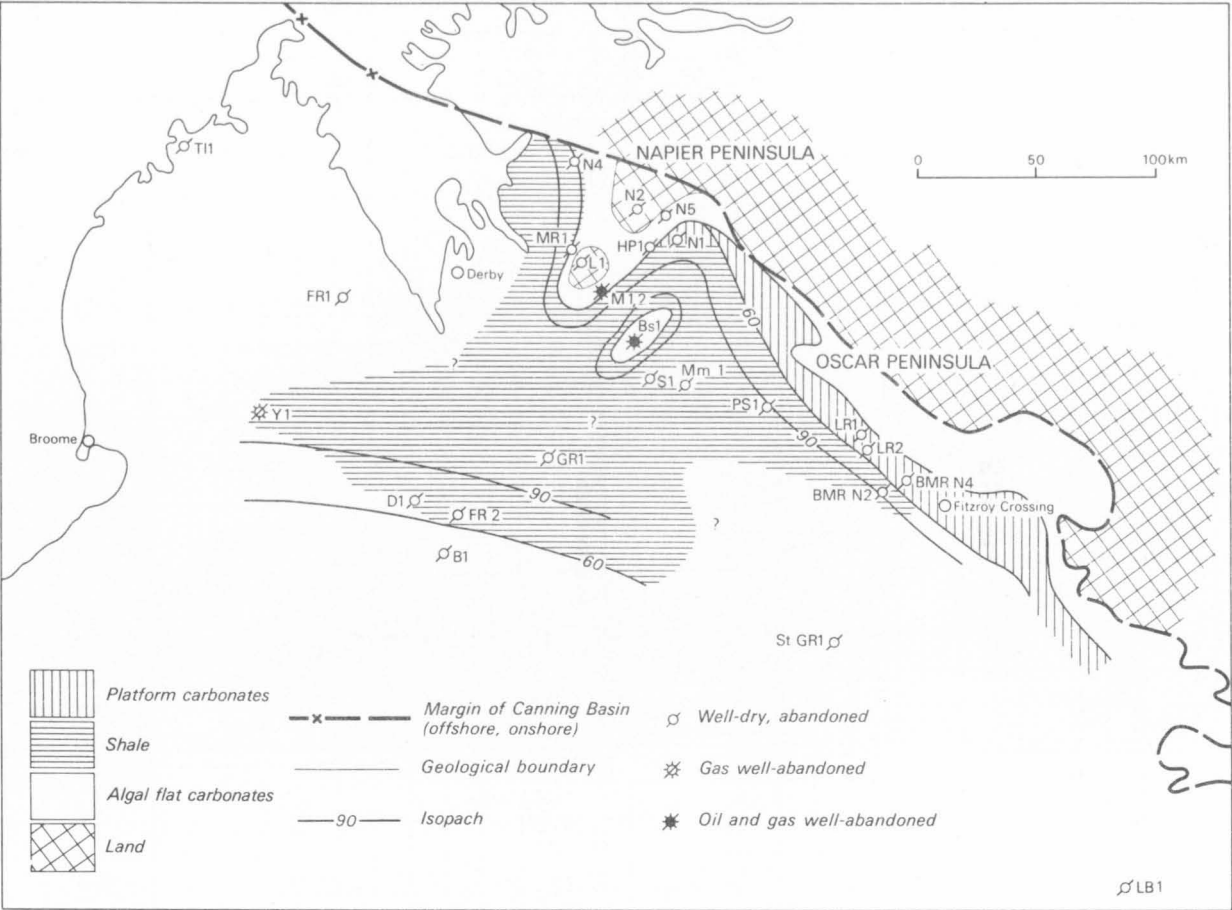 TI1
N4
NAPIER PENINSULA
0 50 100km
N2
N5
MR1
HP1
N1
L1
Derby
FR1
M1,2
60
Bs1
OSCAR PENINSULA
?
Mm 1
S1
Y1
PS1
?
LR1
Broome
90
LR2
GR1
BMR N4
90
BMR N2
D1
Fitzroy Crossing
FR 2
?
B1
60
St GR1
Platform carbonates
Shale
Algal flat carbonates
Land
Margin of Canning Basin
(offshore, onshore)
Geological boundary
90 Isopach
Well-dry, abandoned
Gas well-abandoned
Oil and gas well-abandoned
LB1